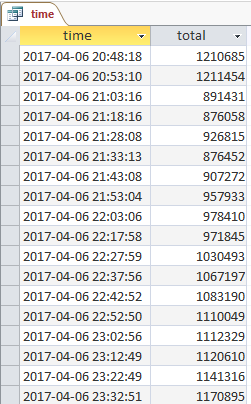 time
time total
2017-04-06 20:48:18 1210685
2017-04-06 20:53:10 1211454
2017-04-06 21:03:16 891431
2017-04-06 21:18:16 876058
2017-04-06 21:28:08 926815
2017-04-06 21:33:13 876452
2017-04-06 21:43:08 907272
2017-04-06 21:53:04 957933
2017-04-06 22:03:06 978410
2017-04-06 22:17:58 971845
2017-04-06 22:27:59 1030493
2017-04-06 22:37:56 1067197
2017-04-06 22:42:52 1083190
2017-04-06 22:52:50 1110049
2017-04-06 23:02:56 1112329
2017-04-06 23:12:49 1120610
2017-04-06 23:22:49 1141316
2017-04-06 23:32:51 1170895